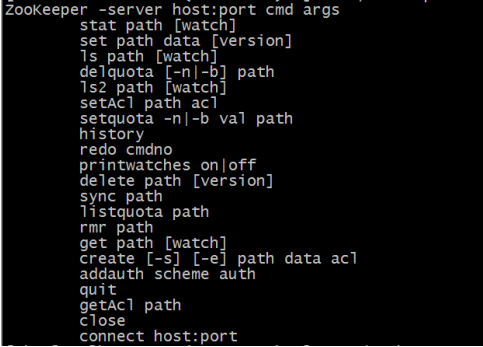 ZooKeeper -server host:port cmd args
stat path [watch]
set path data [version]
ls path [watch]
delquota [-n|-b] path
ls2 path [watch]
setAcl path acl
setquota -n|-b val path
history
redo cmdno
printwatches on|off
delete path [version]
sync path
listquota path
rmr path
get path [watch]
create [-s] [-e] path data acl
addauth scheme auth
quit
getAcl path
close
connect host:port